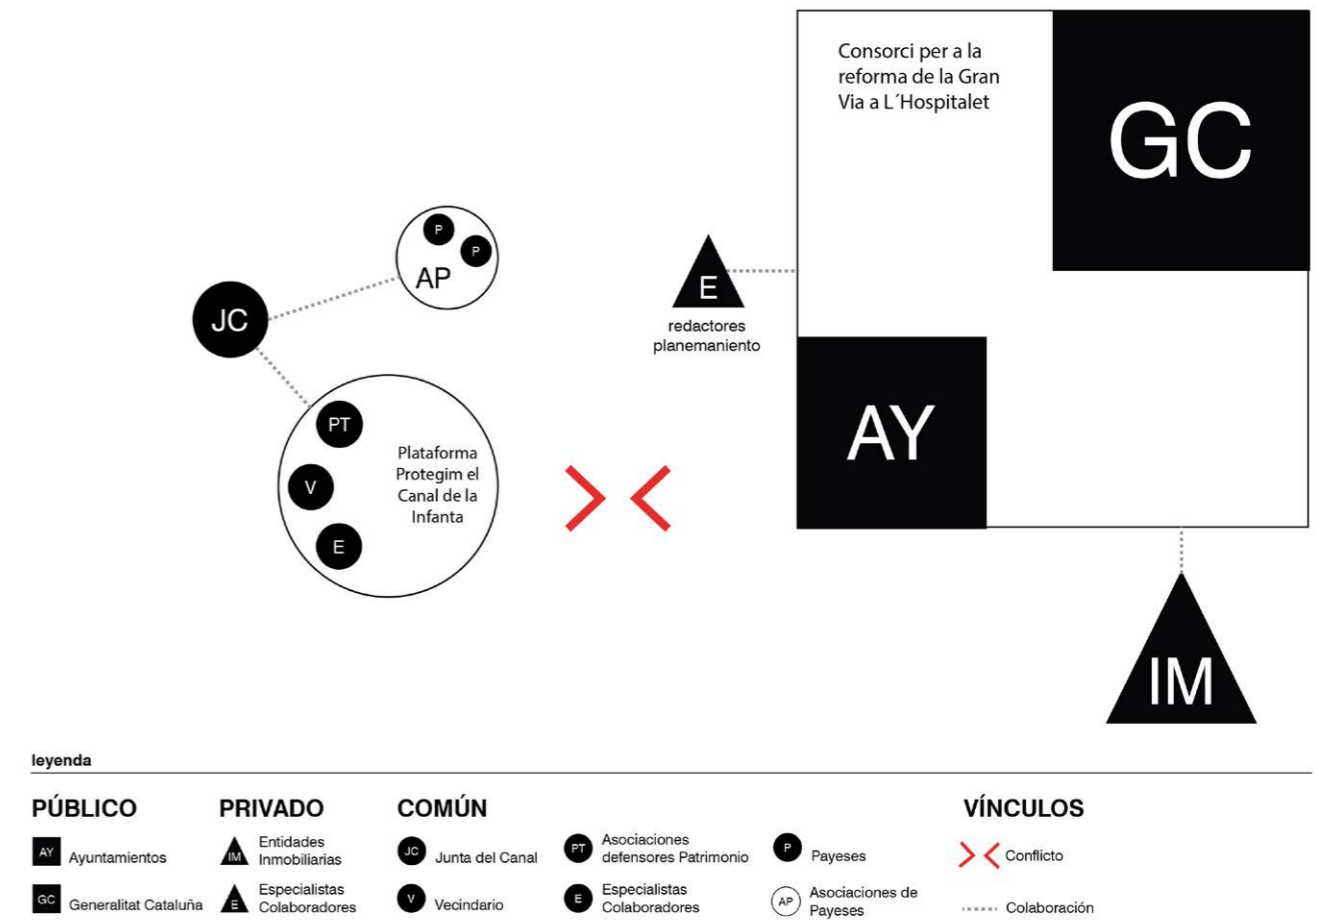 Consorci per a la
reforma de la Gran
Via a L´Hospitalet
GC
P
P
AP
JC
E
redactores
planemaniento
AY
PT
V
E
Plataforma
Protegim el
Canal de la
Infanta
IM
leyenda
PÚBLICO
AY Ayuntamientos
GC Generalitat Cataluña
PRIVADO
IM Entidades
Inmobiliarias
E Especialistas
Colaboradores
COMÚN
JC Junta del Canal
V Vecindario
PT Asociaciones
defensores Patrimonio
E Especialistas
Colaboradores
P Payeses
AP Asociaciones de
Payeses
VÍNCULOS
Conflicto
Colaboración